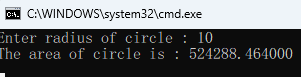 C:\WINDOWS\system32\cmd.exe
Enter radius of circle : 10
The area of circle is : 524288.464000